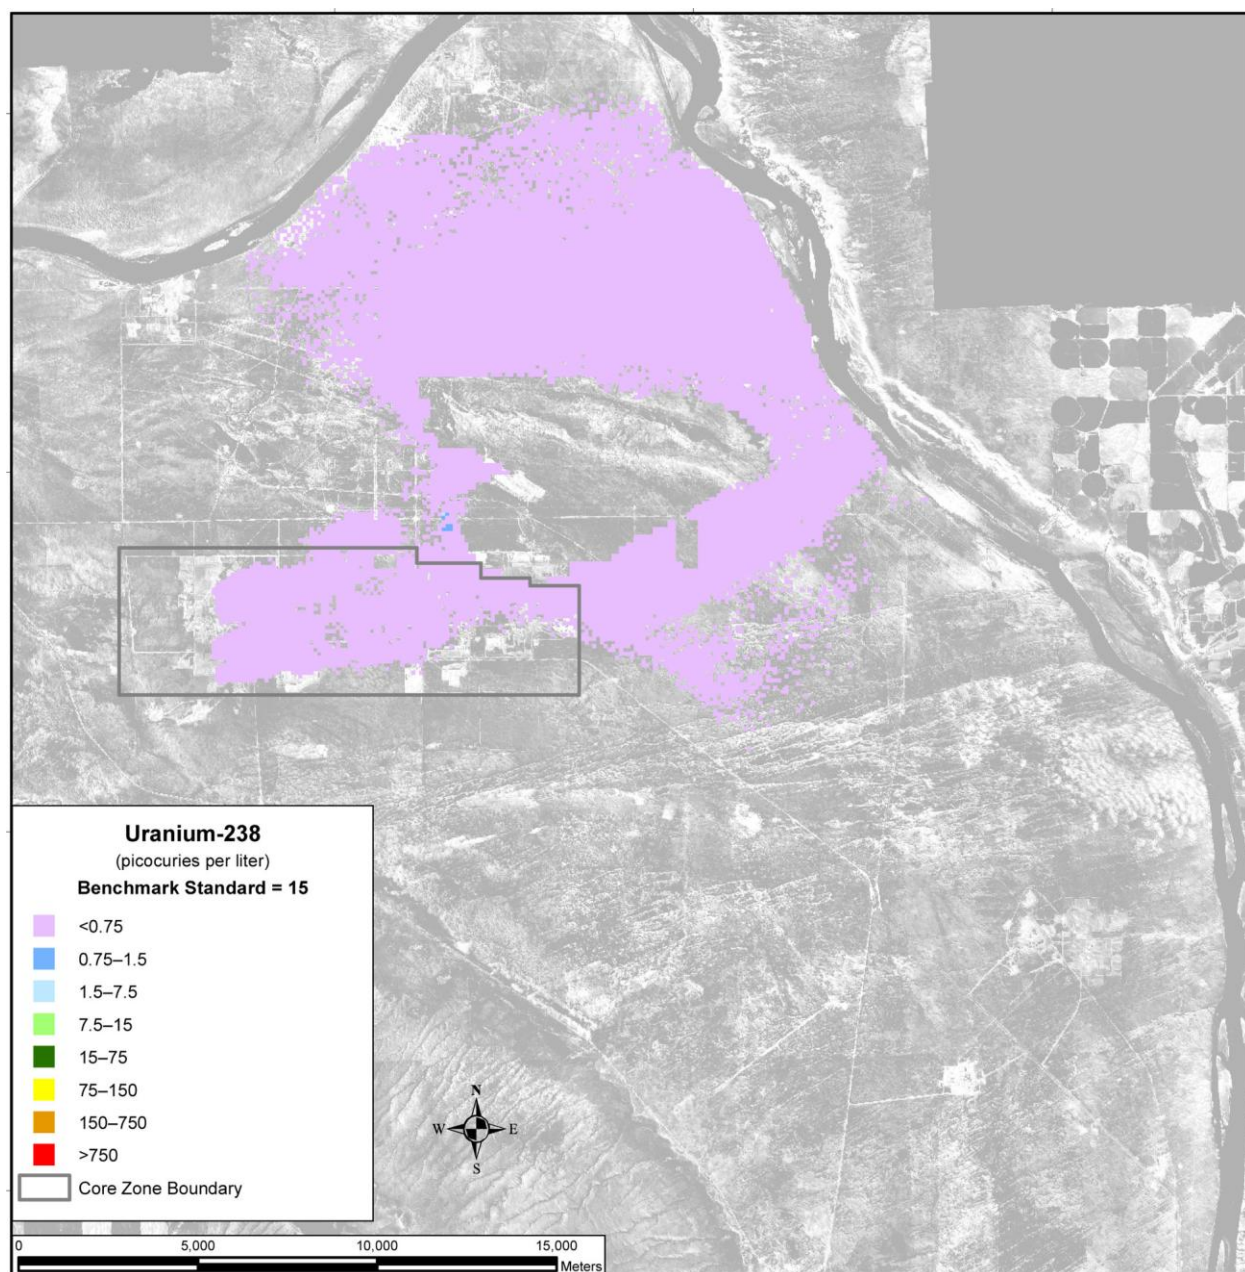 Uranium-238
(picocuries per liter)
Benchmark Standard = 15
<0.75
0.75–1.5
1.5–7.5
7.5–15
15–75
75–150
150–750
>750
Core Zone Boundary
N
W E
S
0 5,000 10,000 15,000
Meters